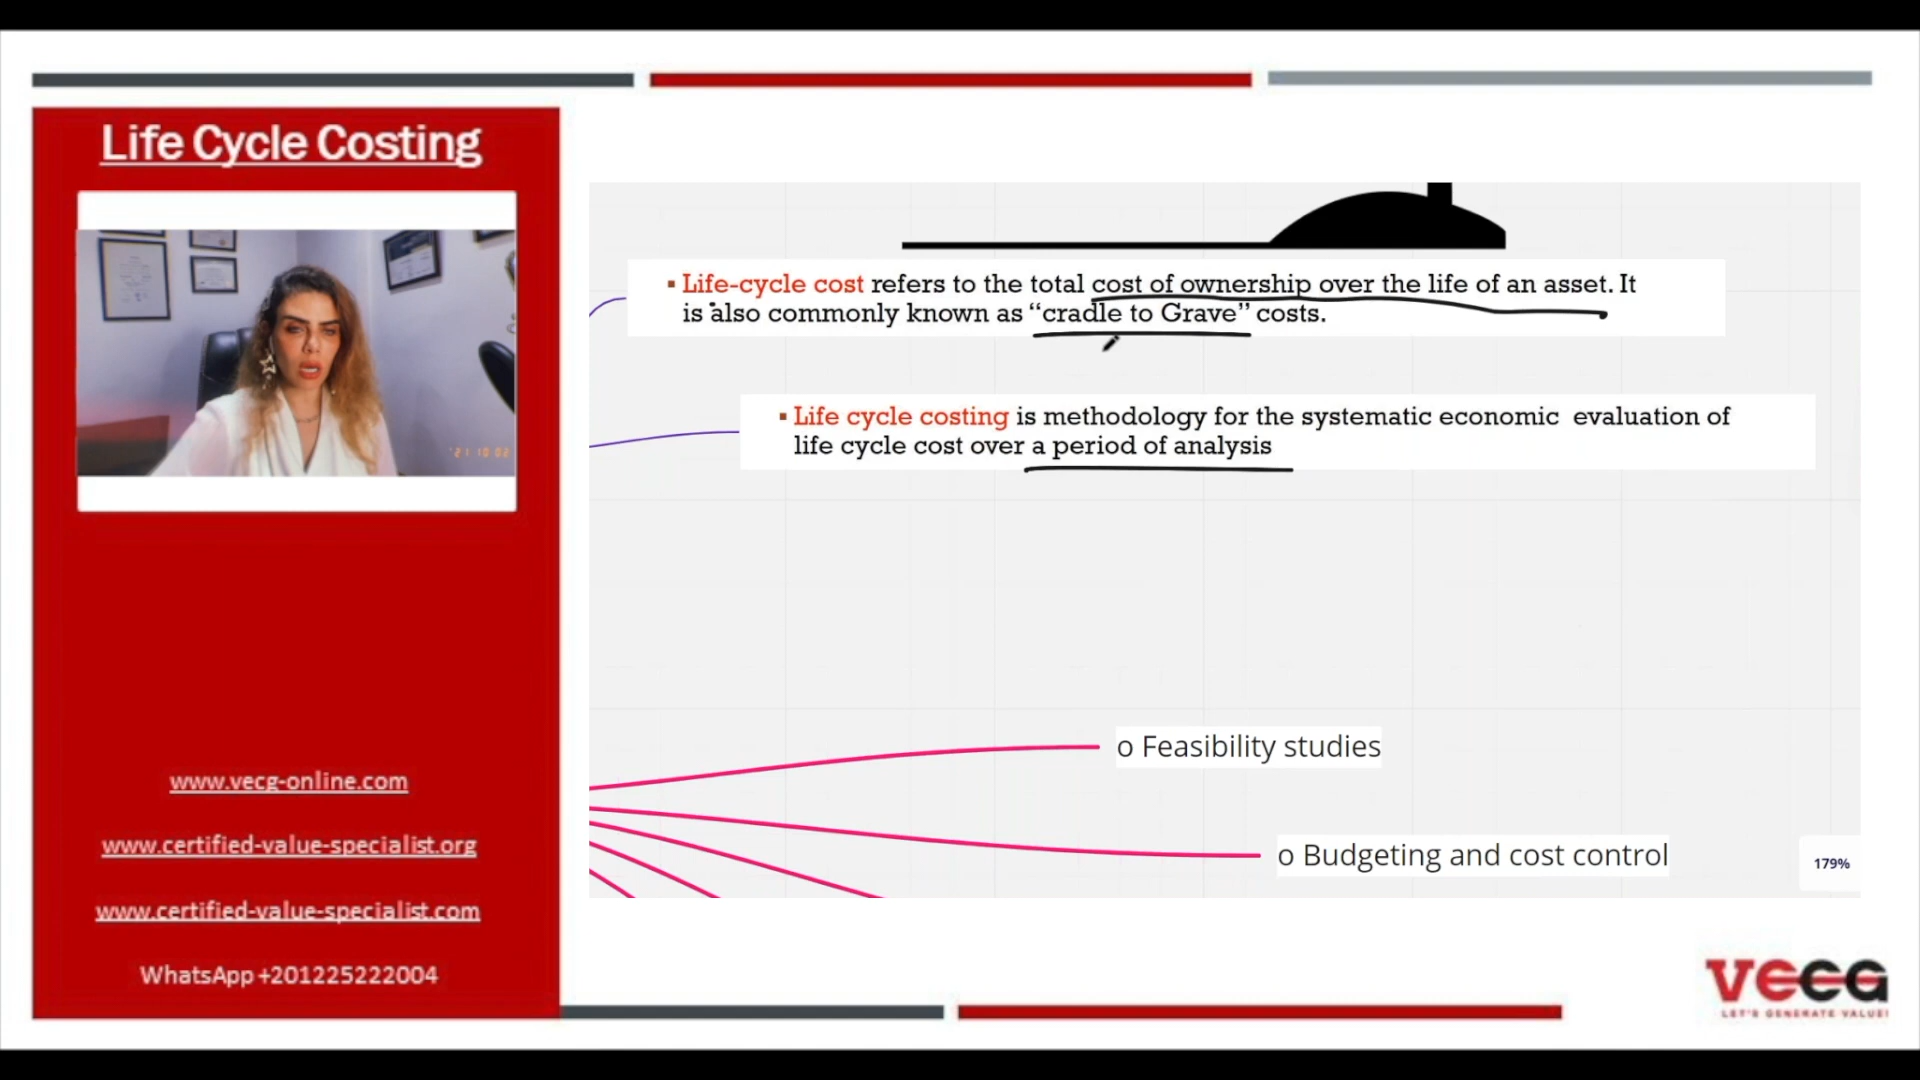 Life Cycle Costing
'21 10 02
▪ Life-cycle cost refers to the total cost of ownership over the life of an asset. It
is also commonly known as “cradle to Grave” costs.
▪ Life cycle costing is methodology for the systematic economic evaluation of
life cycle cost over a period of analysis
o Feasibility studies
o Budgeting and cost control
179%
www.vecg-online.com
www.certified-value-specialist.org
www.certified-value-specialist.com
WhatsApp +201225222004
VECG
LET'S GENERATE VALUE!